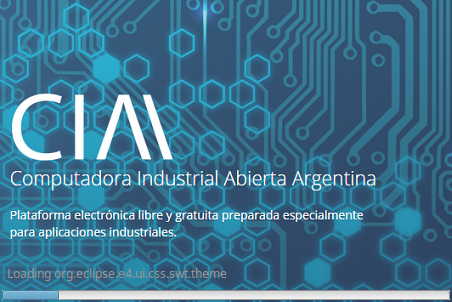 CIAA
Computadora Industrial Abierta Argentina
Plataforma electrónica libre y gratuita preparada especialmente
para aplicaciones industriales.
Loading org.eclipse.e4.ui.css.swt.theme